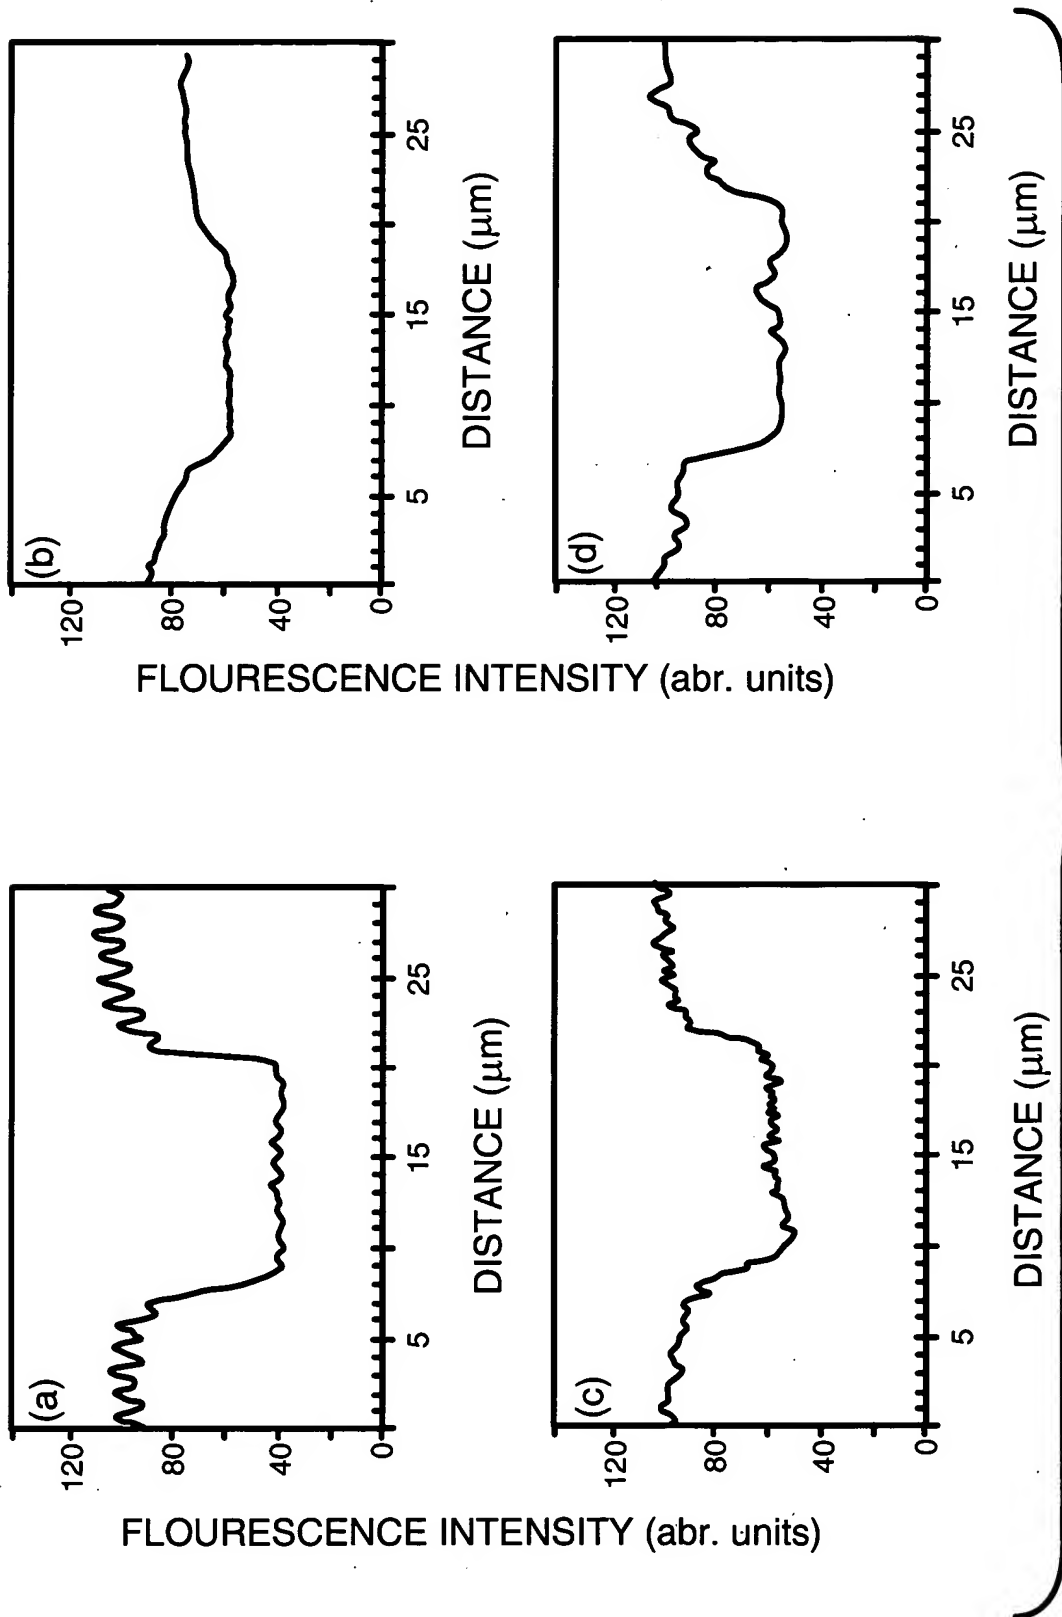 (a)
120
80
40
0
5
15
25
DISTANCE (μm)
(b)
120
80
40
0
5
15
25
DISTANCE (μm)
FLOURESCENCE INTENSITY (abr. units)
FLOURESCENCE INTENSITY (abr. units)
(c)
120
80
40
0
5
15
25
DISTANCE (μm)
(d)
120
80
40
0
5
15
25
DISTANCE (μm)